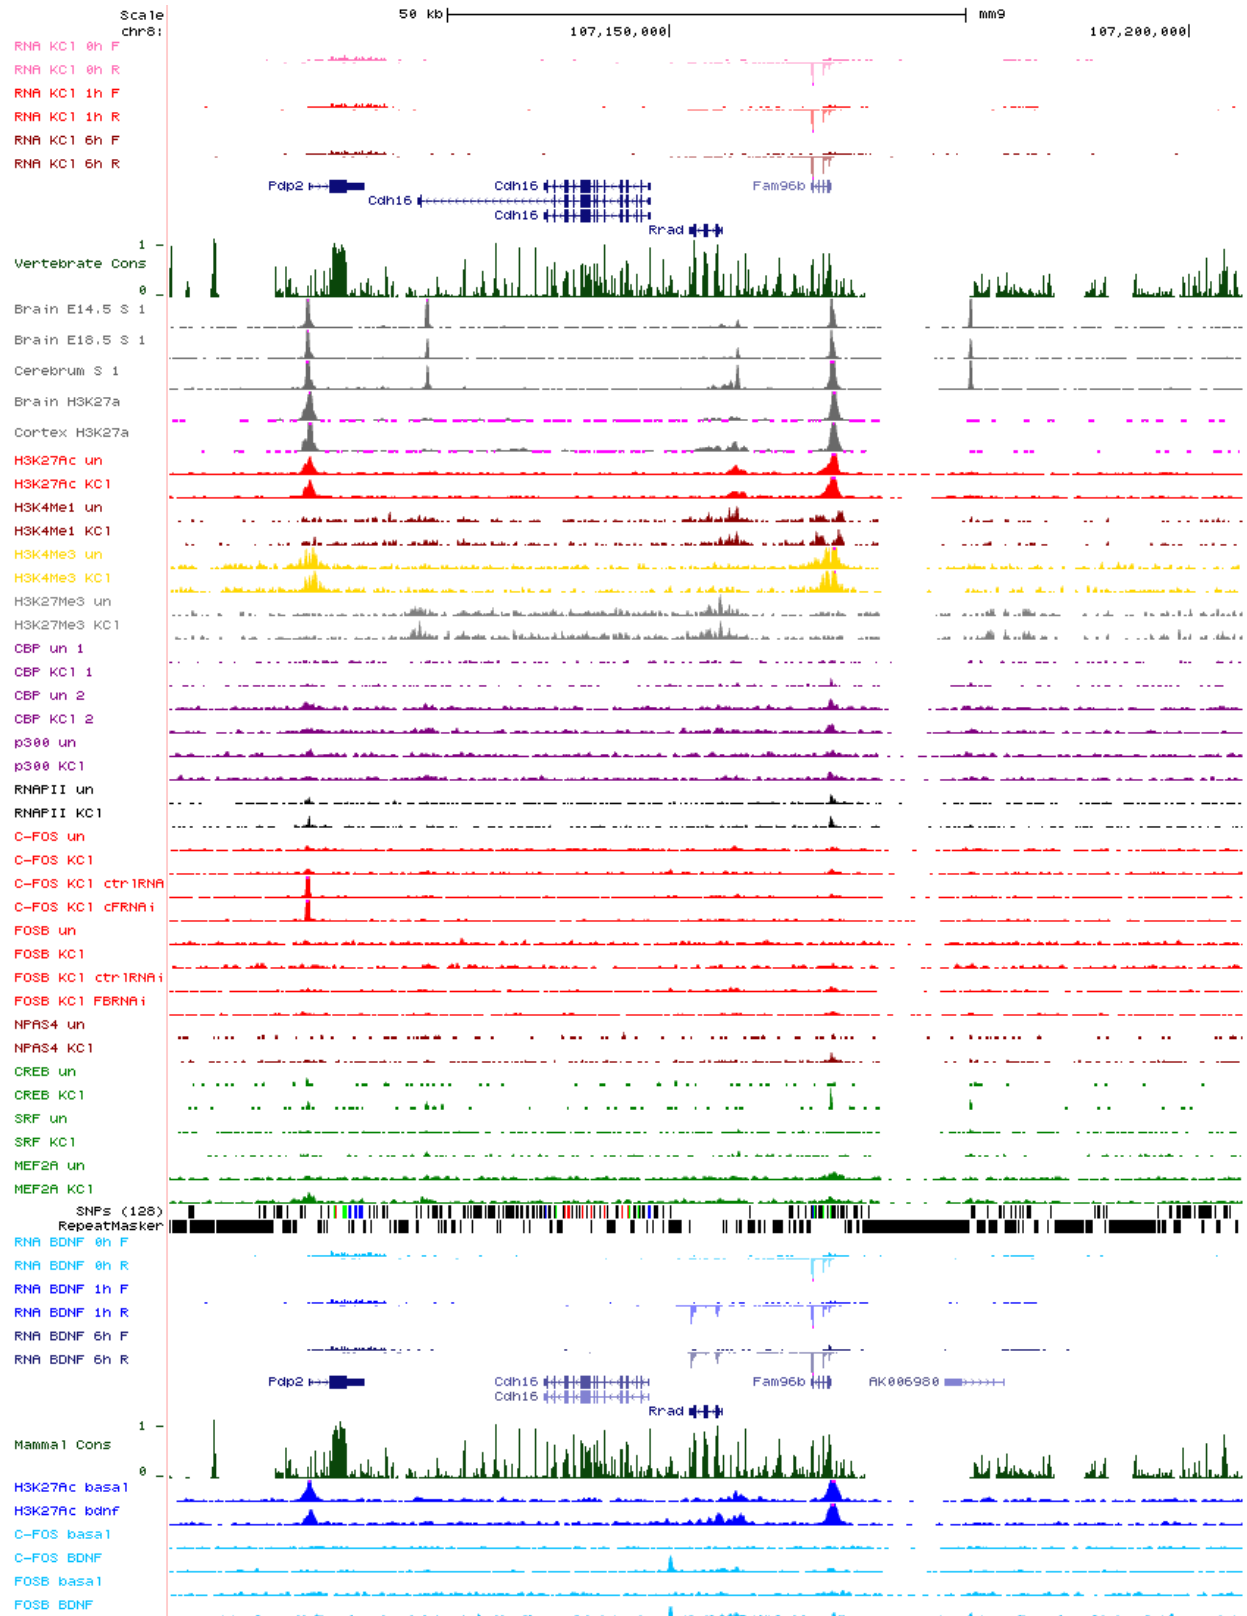 Scale 50 kb mm9
chr8: 107,150,000 107,200,000
RNA KCl 0h F
RNA KCl 0h R
RNA KCl 1h F
RNA KCl 1h R
RNA KCl 6h F
RNA KCl 6h R
Pdp2 Cdh16 Fam96b
Cdh16
Cdh16
Rrad
1
Vertebrate Cons
0
Brain E14.5 S 1
Brain E18.5 S 1
Cerebrum S 1
Brain H3K27a
Cortex H3K27a
H3K27Ac un
H3K27Ac KCl
H3K4Me1 un
H3K4Me1 KCl
H3K4Me3 un
H3K4Me3 KCl
H3K27Me3 un
H3K27Me3 KCl
CBP un 1
CBP KCl 1
CBP un 2
CBP KCl 2
p300 un
p300 KCl
RNAPII un
RNAPII KCl
C-FOS un
C-FOS KCl
C-FOS KCl ctrlRNA
C-FOS KCl cFRNAi
FOSB un
FOSB KCl
FOSB KCl ctrlRNAi
FOSB KCl FBRNAi
NPAS4 un
NPAS4 KCl
CREB un
CREB KCl
SRF un
SRF KCl
MEF2A un
MEF2A KCl
SNPs (128)
RepeatMasker
RNA BDNF 0h F
RNA BDNF 0h R
RNA BDNF 1h F
RNA BDNF 1h R
RNA BDNF 6h F
RNA BDNF 6h R
Pdp2 Cdh16 Fam96b AK006980
Cdh16
Rrad
1
Mammal Cons
0
H3K27Ac basal
H3K27Ac bdnf
C-FOS basal
C-FOS BDNF
FOSB basal
FOSB BDNF